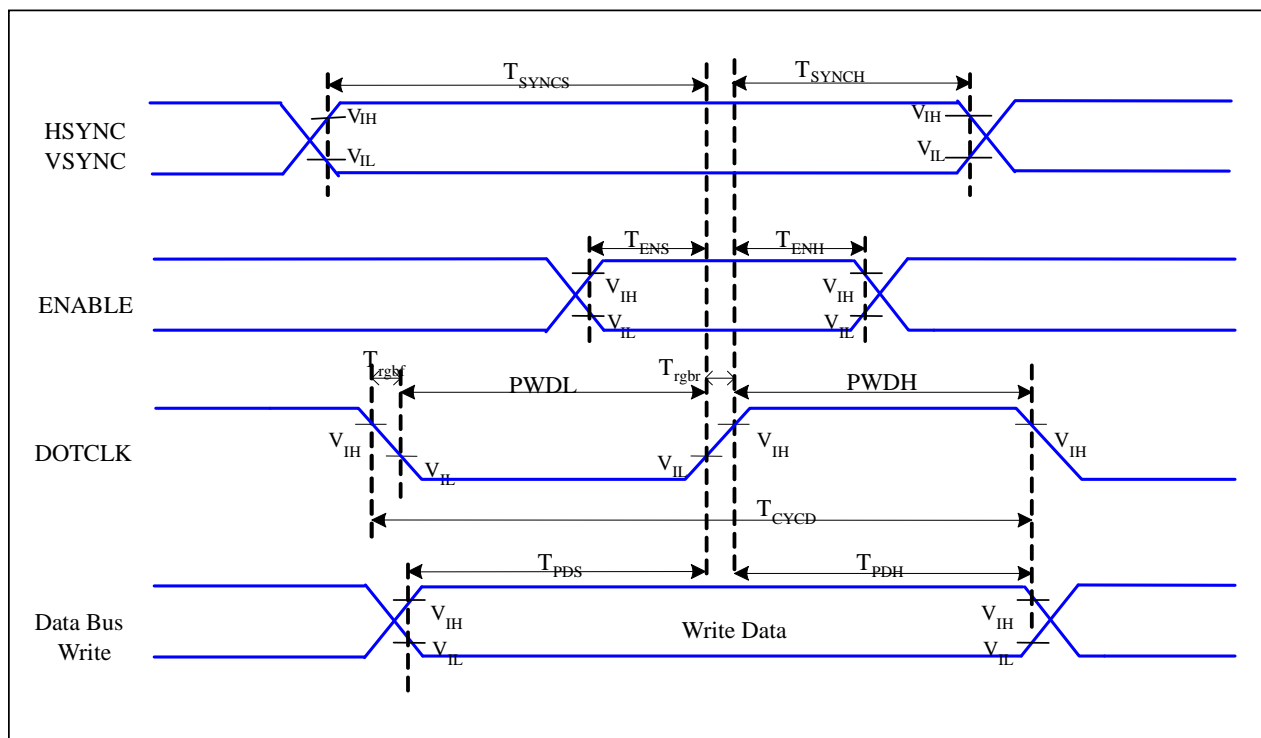 T_SYNCS
T_SYNCH
HSYNC
VSYNC
V_IH
V_IL
V_IH
V_IL
T_ENS
T_ENH
ENABLE
V_IH
V_IL
V_IH
V_IL
T_rgbf
PWDL
T_rgbr
PWDH
DOTCLK
V_IH
V_IL
V_IL
V_IH
V_IH
T_CYCD
T_PDS
T_PDH
Data Bus
Write
V_IH
V_IL
Write Data
V_IH
V_IL